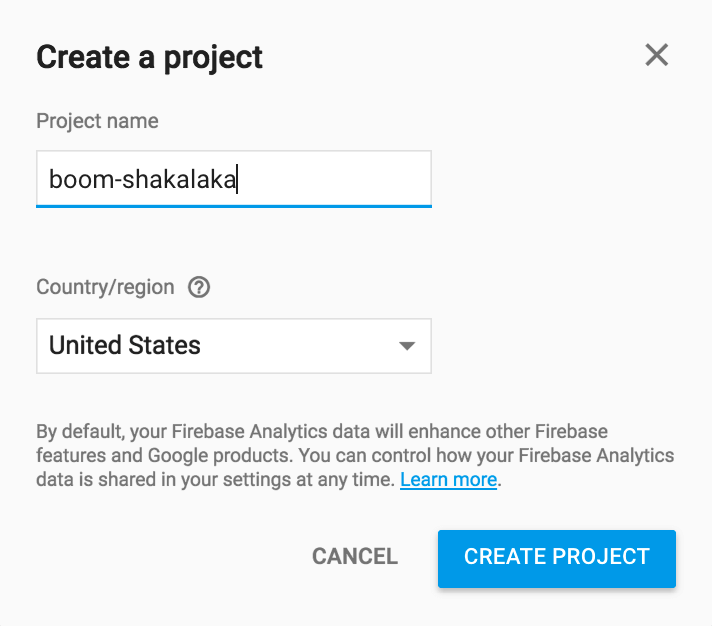 Create a project
Project name
boom-shakalaka
Country/region
United States
By default, your Firebase Analytics data will enhance other Firebase
features and Google products. You can control how your Firebase Analytics
data is shared in your settings at any time. Learn more.
CANCEL
CREATE PROJECT